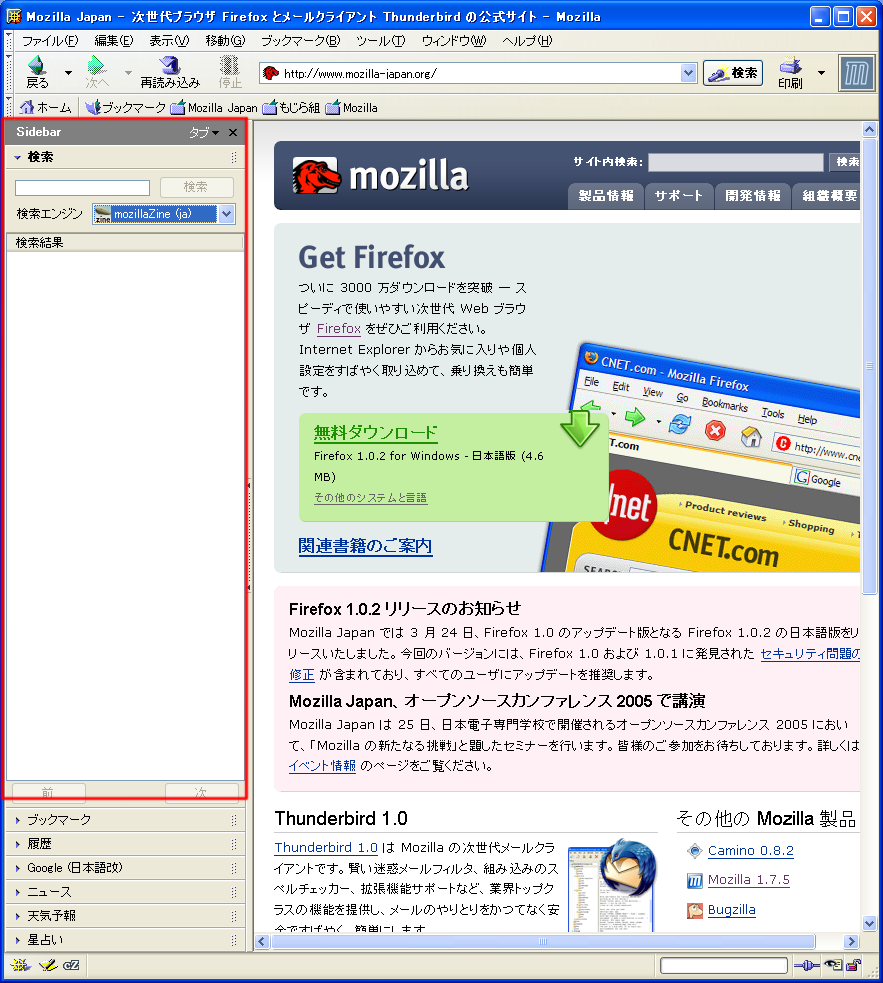 Mozilla Japan - 次世代ブラウザ Firefox とメールクライアント Thunderbird の公式サイト - Mozilla
ファイル(F) 編集(E) 表示(V) 移動(G) ブックマーク(B) ツール(T) ウィンドウ(W) ヘルプ(H)
戻る 次へ 再読み込み 停止 http://www.mozilla-japan.org/ 検索 印刷
ホーム ブックマーク Mozilla Japan もじら組 Mozilla
Sidebar タブ
検索
検索
検索エンジン mozillaZine (ja)
検索結果
前 次
ブックマーク
履歴
Google (日本語改)
ニュース
天気予報
星占い
mozilla
サイト内検索: 検索
製品情報 サポート 開発情報 組織概要
Get Firefox
ついに 3000 万ダウンロードを突破 — ス
ピーディで使いやすい次世代 Web ブラウ
ザ Firefox をぜひご利用ください。
Internet Explorer からお気に入りや個人
設定をすばやく取り込めて、乗り換えも簡単
です。
無料ダウンロード
Firefox 1.0.2 for Windows - 日本語版 (4.6
MB)
その他のシステムと言語
関連書籍のご案内
CNET.com - Mozilla Firefox
File Edit View Go Bookmarks Tools Help
http://www.cne
T.com
Google
net
Product reviews Shopping
CNET.com
SEARC
Firefox 1.0.2 リリースのお知らせ
Mozilla Japan では 3 月 24 日、Firefox 1.0 のアップデート版となる Firefox 1.0.2 の日本語版をリ
リースいたしました。今回のバージョンには、Firefox 1.0 および 1.0.1 に発見された セキュリティ問題の
修正 が含まれており、すべてのユーザにアップデートを推奨します。
Mozilla Japan、オープンソースカンファレンス 2005 で講演
Mozilla Japan は 25 日、日本電子専門学校で開催されるオープンソースカンファレンス 2005 におい
て、「Mozilla の新たなる挑戦」と題したセミナーを行います。皆様のご参加をお待ちしております。詳しくは
イベント情報 のページをご覧ください。
Thunderbird 1.0
Thunderbird 1.0 は Mozilla の次世代メールクラ
イアントです。賢い迷惑メールフィルタ、組み込みのス
ペルチェッカー、拡張機能サポートなど、業界トップク
ラスの機能を提供し、メールのやりとりをかつてなく安
全ですばやく、簡単にします。
その他の Mozilla 製品
Camino 0.8.2
Mozilla 1.7.5
Bugzilla
cZ